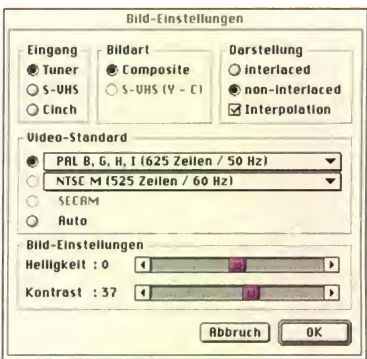 Bild-Einstellungen
Eingang
Tuner
S-VHS
Cinch
Bildart
Composite
S-VHS (Y - C)
Darstellung
interlaced
non-interlaced
Interpolation
Video-Standard
PAL B, G, H, I (625 Zeilen / 50 Hz)
NTSC M (525 Zeilen / 60 Hz)
SECAM
Auto
Bild-Einstellungen
Helligkeit : 0
Kontrast : 37
Abbruch
OK